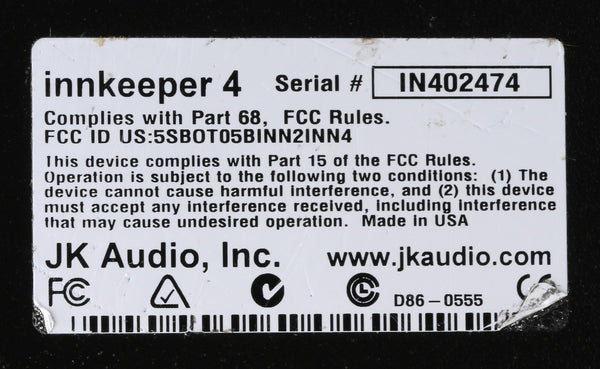 innkeeper 4 Serial # IN402474
Complies with Part 68, FCC Rules.
FCC ID US:5SBOT05BINN2INN4
This device complies with Part 15 of the FCC Rules.
Operation is subject to the following two conditions: (1) The
device cannot cause harmful interference, and (2) this device
must accept any interference received, including interference
that may cause undesired operation. Made in USA
JK Audio, Inc. www.jkaudio.com
FC D86-0555 CE